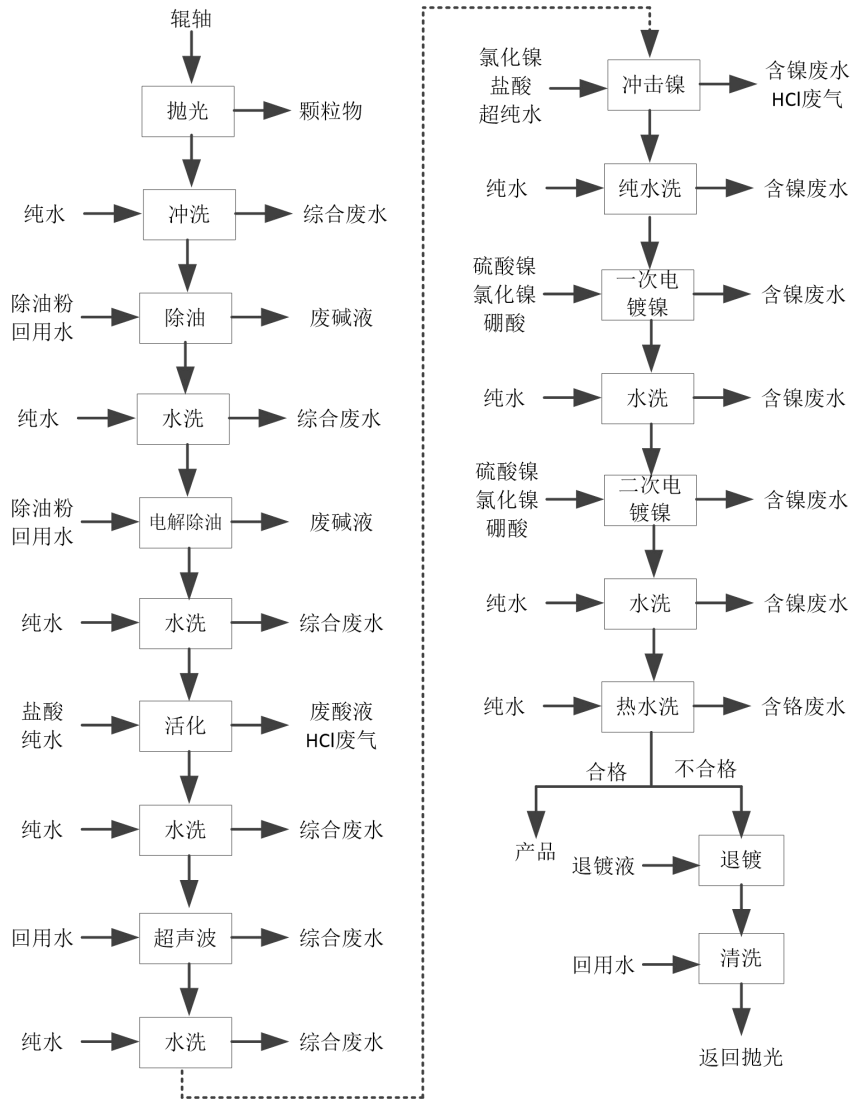 辊轴
抛光
颗粒物
纯水
冲洗
综合废水
除油粉
回用水
除油
废碱液
纯水
水洗
综合废水
除油粉
回用水
电解除油
废碱液
纯水
水洗
综合废水
盐酸
纯水
活化
废酸液
HCl废气
纯水
水洗
综合废水
回用水
超声波
综合废水
纯水
水洗
综合废水
氯化镍
盐酸
超纯水
冲击镍
含镍废水
HCl废气
纯水
纯水洗
含镍废水
硫酸镍
氯化镍
硼酸
一次电
镀镍
含镍废水
纯水
水洗
含镍废水
硫酸镍
氯化镍
硼酸
二次电
镀镍
含镍废水
纯水
水洗
含镍废水
纯水
热水洗
含铬废水
合格
不合格
产品
退镀液
退镀
回用水
清洗
返回抛光